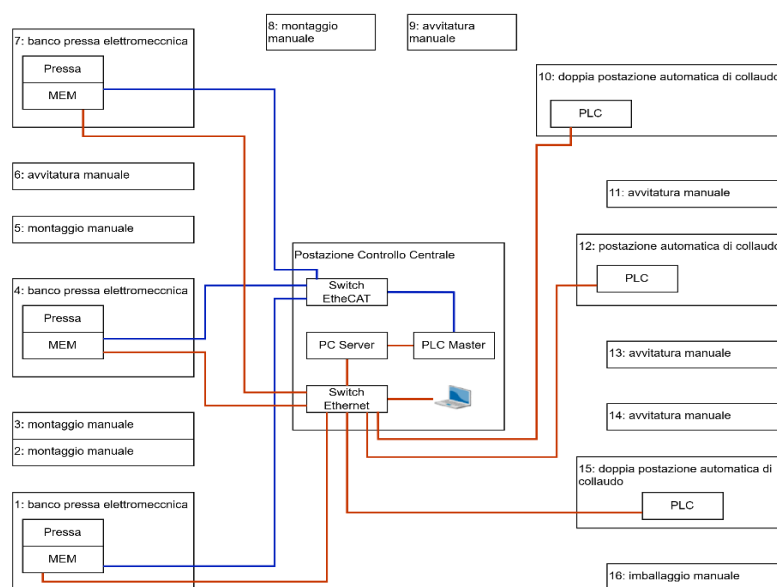 8: montaggio
manuale
9: avvitatura
manuale
7: banco pressa elettromeccnica
Pressa
MEM
10: doppia postazione automatica di collaudo
PLC
6: avvitatura manuale
11: avvitatura manuale
5: montaggio manuale
12: postazione automatica di collaudo
PLC
Postazione Controllo Centrale
Switch
EtheCAT
4: banco pressa elettromeccnica
Pressa
MEM
PC Server
PLC Master
13: avvitatura manuale
Switch
Ethernet
3: montaggio manuale
2: montaggio manuale
14: avvitatura manuale
15: doppia postazione automatica di
collaudo
PLC
1: banco pressa elettromeccnica
Pressa
MEM
16: imballaggio manuale